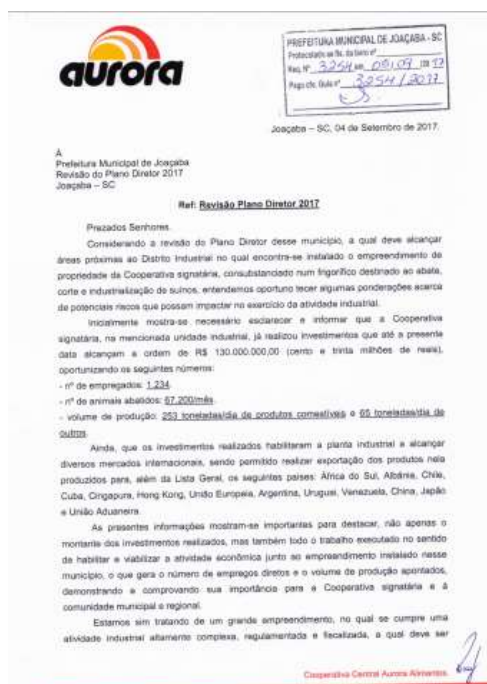 aurora
PREFEITURA MUNICIPAL DE JOAÇABA - SC
Protocolado as fls. do livro nº
Req. Nº 3254 em 05/09 /2017
Pago cfe. Guia nº 3254/2017
Joaçaba – SC, 04 de Setembro de 2017.
À
Prefeitura Municipal de Joaçaba
Revisão do Plano Diretor 2017
Joaçaba – SC
Ref: Revisão Plano Diretor 2017
Prezados Senhores.
Considerando a revisão do Plano Diretor desse município, a qual deve alcançar
áreas próximas ao Distrito Industrial no qual encontra-se instalado o empreendimento de
propriedade da Cooperativa signatária, consubstanciado num frigorífico destinado ao abate,
corte e industrialização de suínos, entendemos oportuno tecer algumas ponderações acerca
de potenciais riscos que possam impactar no exercício da atividade industrial.
Inicialmente mostra-se necessário esclarecer e informar que a Cooperativa
signatária, na mencionada unidade industrial, já realizou investimentos que até a presente
data alcançam a ordem de R$ 130.000.000,00 (cento e trinta milhões de reais),
oportunizando os seguintes números:
- nº de empregados: 1.234.
- nº de animais abatidos: 67.200/mês.
- volume de produção: 253 toneladas/dia de produtos comestíveis e 65 toneladas/dia de
outros.
Ainda, que os investimentos realizados habilitaram a planta industrial a alcançar
diversos mercados internacionais, sendo permitido realizar exportação dos produtos nela
produzidos para, além da Lista Geral, os seguintes países: África do Sul, Albânia, Chile,
Cuba, Cingapura, Hong Kong, União Europeia, Argentina, Uruguai, Venezuela, China, Japão
e União Aduaneira.
As presentes informações mostram-se importantes para destacar, não apenas o
montante dos investimentos realizados, mas também todo o trabalho executado no sentido
de habilitar e viabilizar a atividade econômica junto ao empreendimento instalado nesse
município, o que gera o número de empregos diretos e o volume de produção apontados,
demonstrando e comprovando sua importância para a Cooperativa signatária e à
comunidade municipal e regional.
Estamos sim tratando de um grande empreendimento, no qual se cumpre uma
atividade industrial altamente complexa, regulamentada e fiscalizada, a qual deve ser
Cooperativa Central Aurora Alimentos.